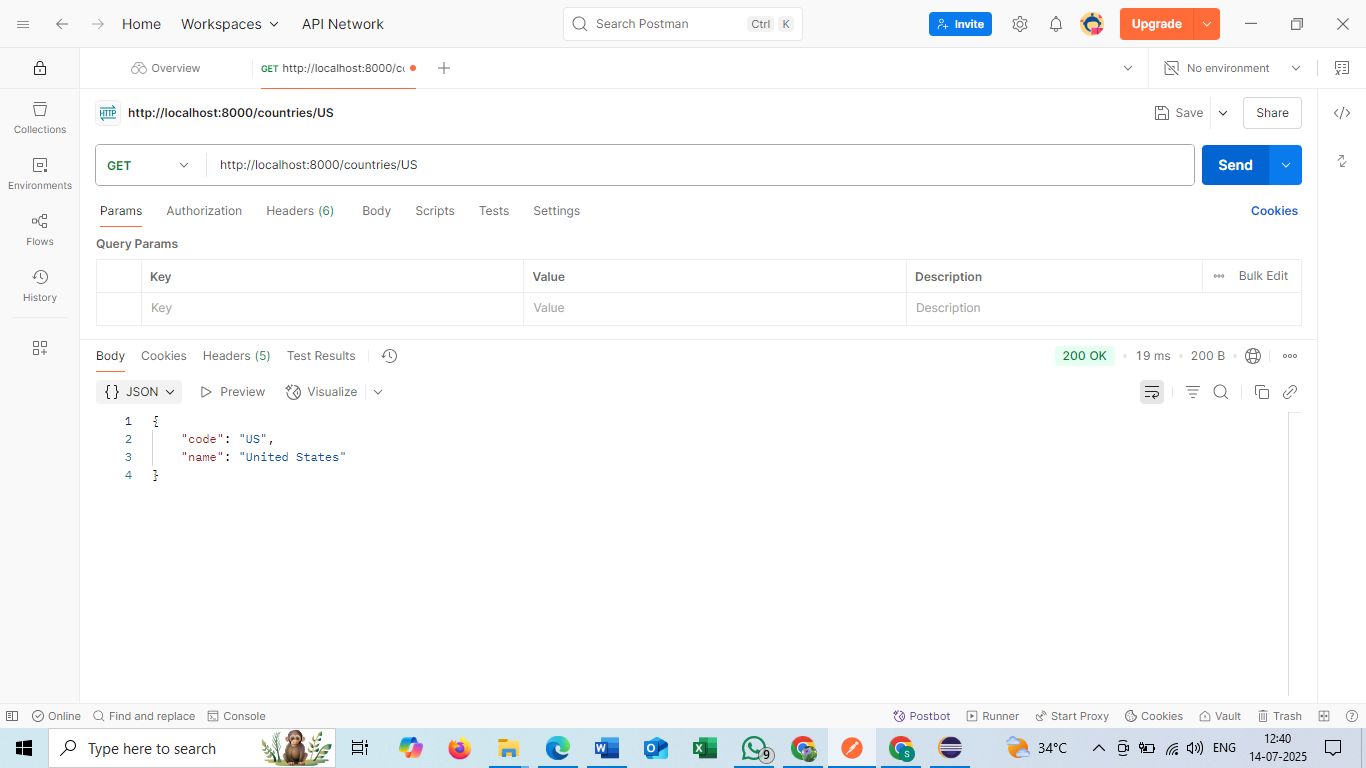 Home Workspaces API Network Search Postman Ctrl K Invite Upgrade
Overview GET http://localhost:8000/co No environment
HTTP http://localhost:8000/countries/US Save Share
Collections
GET http://localhost:8000/countries/US Send
Environments
Params Authorization Headers (6) Body Scripts Tests Settings Cookies
Flows
Query Params
Key Value Description Bulk Edit
Key Value Description
History
Body Cookies Headers (5) Test Results 200 OK 19 ms 200 B
{} JSON Preview Visualize
1 {
2 "code": "US",
3 "name": "United States"
4 }
Online Find and replace Console Postbot Runner Start Proxy Cookies Vault Trash
Type here to search 9 S 34°C ENG 12:40
14-07-2025